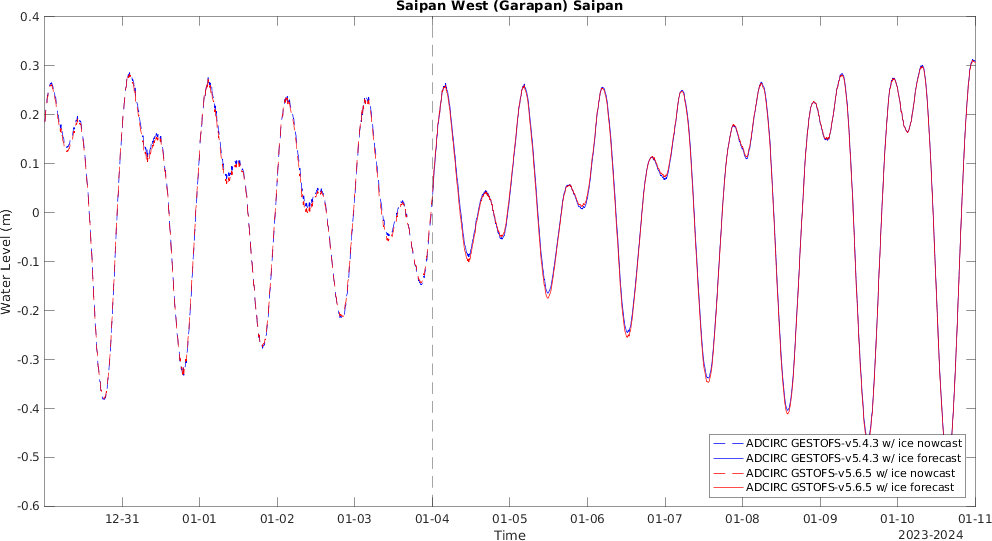 Saipan West (Garapan) Saipan
Water Level (m)
0.4
0.3
0.2
0.1
0
-0.1
-0.2
-0.3
-0.4
-0.5
-0.6
ADCIRC GESTOFS-v5.4.3 w/ ice nowcast
ADCIRC GESTOFS-v5.4.3 w/ ice forecast
ADCIRC GSTOFS-v5.6.5 w/ ice nowcast
ADCIRC GSTOFS-v5.6.5 w/ ice forecast
12-31 01-01 01-02 01-03 01-04 01-05 01-06 01-07 01-08 01-09 01-10 01-11
Time
2023-2024